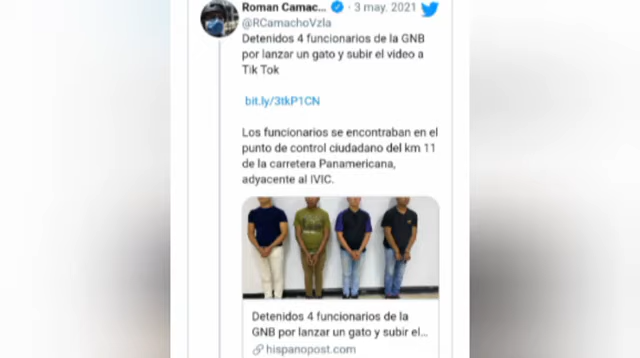 Roman Camac... · 3 may. 2021
@RCamachoVzla
Detenidos 4 funcionarios de la GNB
por lanzar un gato y subir el video a
Tik Tok
bit.ly/3tkP1CN
Los funcionarios se encontraban en el
punto de control ciudadano del km 11
de la carretera Panamericana,
adyacente al IVIC.
Detenidos 4 funcionarios de la
GNB por lanzar un gato y subir el...
hispanopost.com